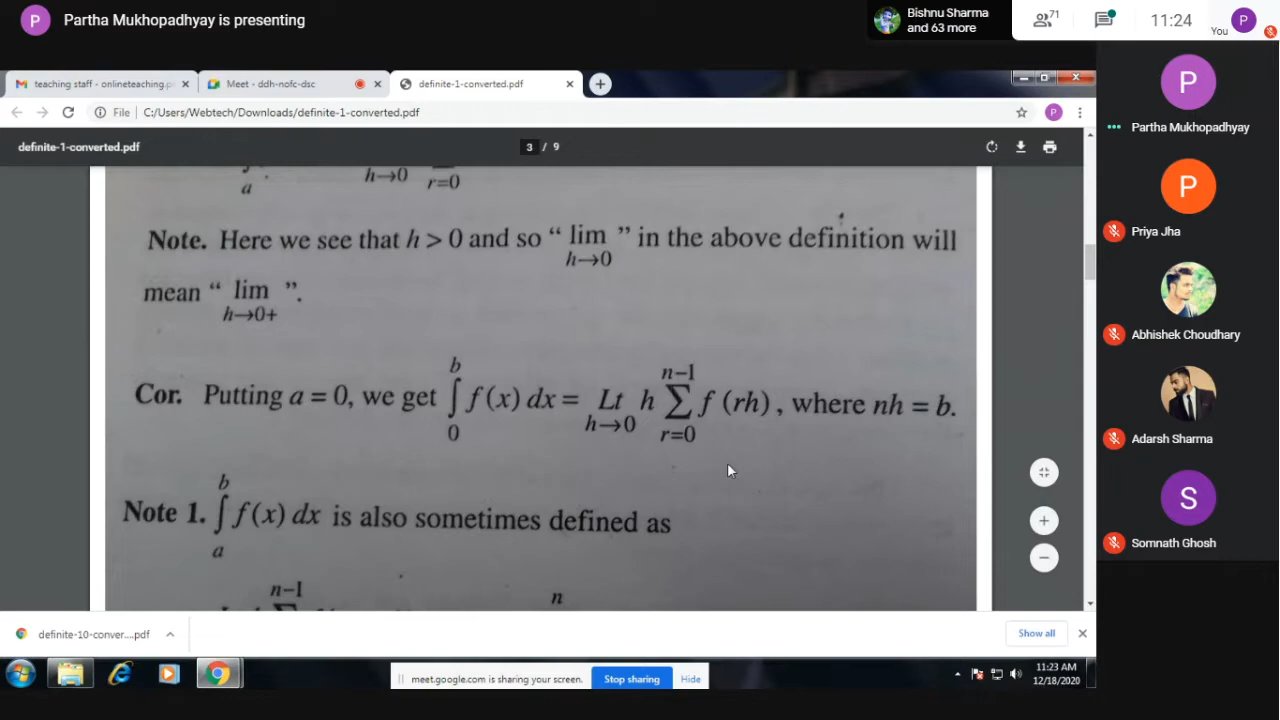 P Partha Mukhopadhyay is presenting
Bishnu Sharma
and 63 more
71
11:24
You
P
teaching staff - onlineteaching.p
Meet - ddh-nofc-dsc
definite-1-converted.pdf
File C:/Users/Webtech/Downloads/definite-1-converted.pdf
P
definite-1-converted.pdf
3 / 9
a h→0 r=0
Note. Here we see that h > 0 and so “ lim ” in the above definition will
h→0
mean “ lim ”.
h→0+
b n−1
Cor. Putting a = 0, we get ∫ f(x) dx = Lt h ∑ f (rh) , where nh = b.
0 h→0 r=0
b
Note 1. ∫ f(x) dx is also sometimes defined as
a
n−1 n
P
Partha Mukhopadhyay
P
Priya Jha
Abhishek Choudhary
Adarsh Sharma
S
Somnath Ghosh
definite-10-conver....pdf
Show all
meet.google.com is sharing your screen. Stop sharing Hide
11:23 AM
12/18/2020